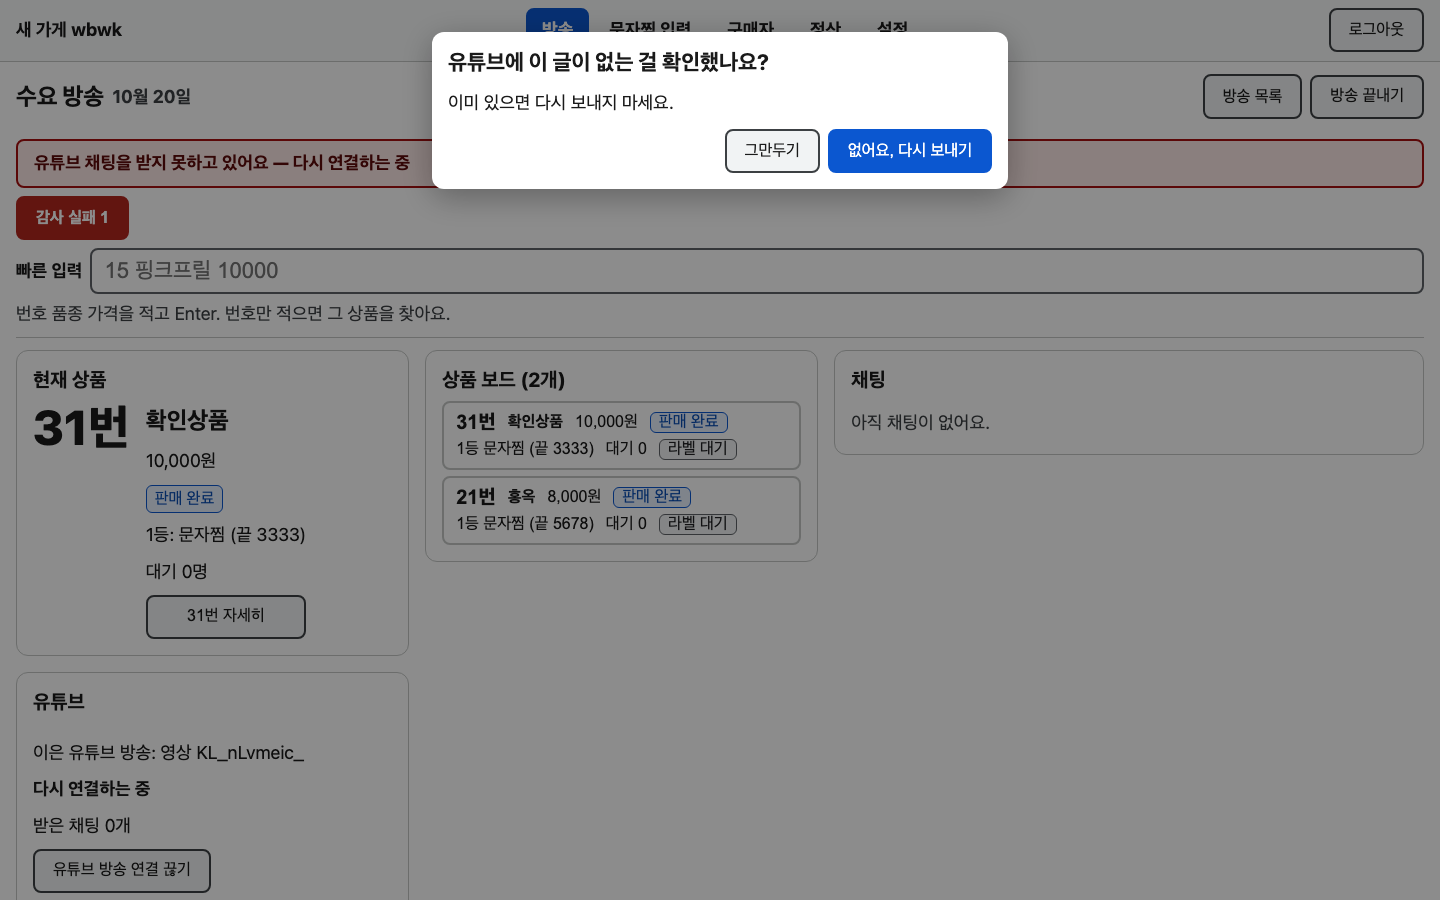 새 가게 wbwk
방송 문자찜 입력 구매자 정산 설정
로그아웃
유튜브에 이 글이 없는 걸 확인했나요?
이미 있으면 다시 보내지 마세요.
그만두기
없어요, 다시 보내기
수요 방송 10월 20일
방송 목록
방송 끝내기
유튜브 채팅을 받지 못하고 있어요 — 다시 연결하는 중
감사 실패 1
빠른 입력
15 핑크프릴 10000
번호 품종 가격을 적고 Enter. 번호만 적으면 그 상품을 찾아요.
현재 상품
31번
확인상품
10,000원
판매 완료
1등: 문자찜 (끝 3333)
대기 0명
31번 자세히
상품 보드 (2개)
31번 확인상품 10,000원 판매 완료
1등 문자찜 (끝 3333) 대기 0 라벨 대기
21번 홍옥 8,000원 판매 완료
1등 문자찜 (끝 5678) 대기 0 라벨 대기
채팅
아직 채팅이 없어요.
유튜브
이은 유튜브 방송: 영상 KL_nLvmeic_
다시 연결하는 중
받은 채팅 0개
유튜브 방송 연결 끊기